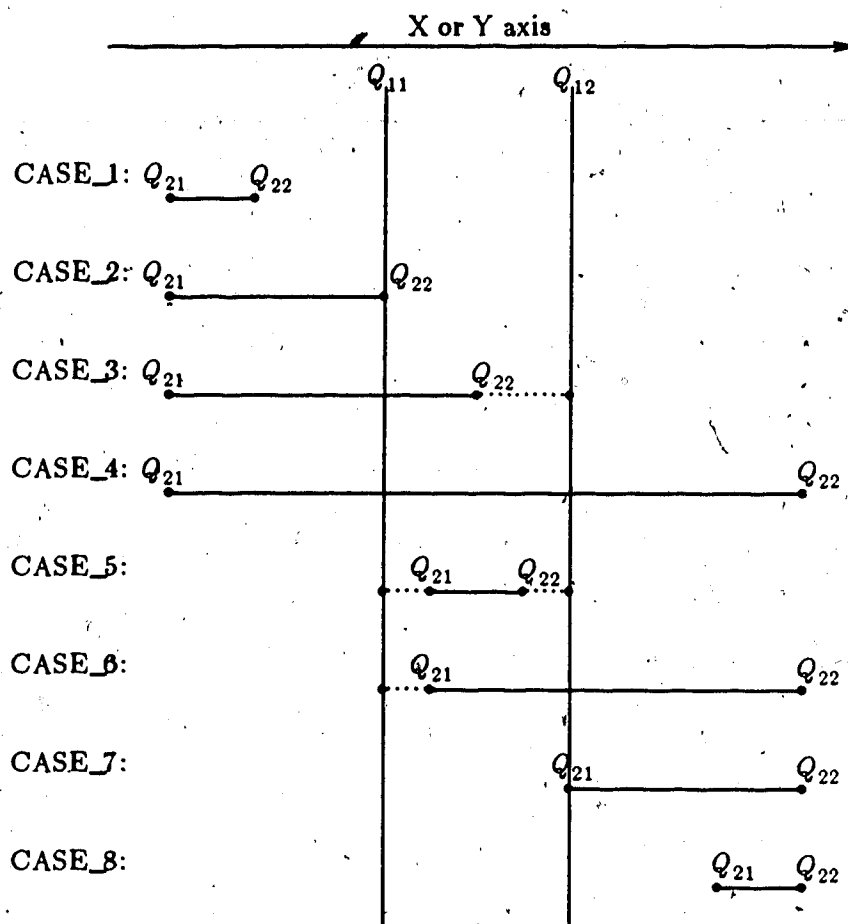 X or Y axis
Q11 Q12
CASE_1: Q21 Q22
CASE_2: Q21 Q22
CASE_3: Q21 Q22
CASE_4: Q21 Q22
CASE_5: Q21 Q22
CASE_6: Q21 Q22
CASE_7: Q21 Q22
CASE_8: Q21 Q22